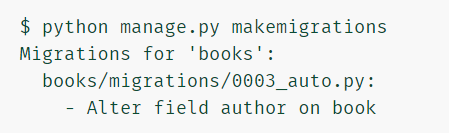 $ python manage.py makemigrations
Migrations for 'books':
  books/migrations/0003_auto.py:
    - Alter field author on book